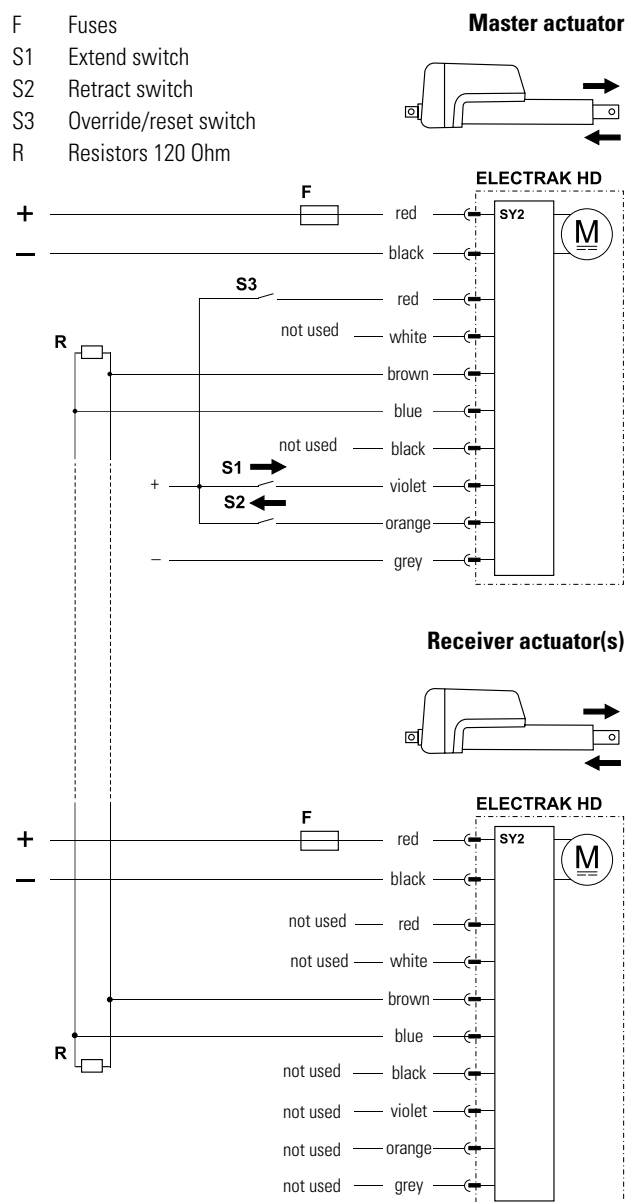 F Fuses
S1 Extend switch
S2 Retract switch
S3 Override/reset switch
R Resistors 120 Ohm
Master actuator
ELECTRAK HD
+ F red SY2 M
– black
S3 red
not used white
R brown
blue
not used black
S1
+ violet
S2
orange
– grey
Receiver actuator(s)
ELECTRAK HD
+ F red SY2 M
– black
not used red
not used white
brown
blue
R
not used black
not used violet
not used orange
not used grey